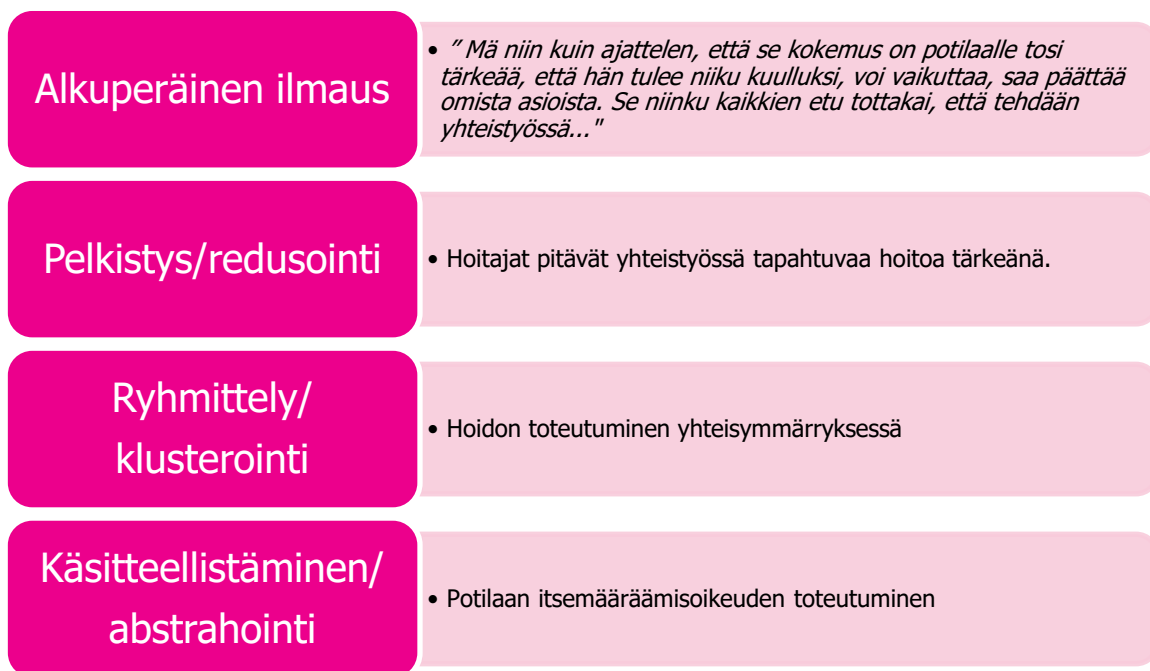 Alkuperäinen ilmaus
• ” Mä niin kuin ajattelen, että se kokemus on potilaalle tosi
tärkeää, että hän tulee niiku kuulluksi, voi vaikuttaa, saa päättää
omista asioista. Se niinku kaikkien etu tottakai, että tehdään
yhteistyössä..."
Pelkistys/redusointi
• Hoitajat pitävät yhteistyössä tapahtuvaa hoitoa tärkeänä.
Ryhmittely/
klusterointi
• Hoidon toteutuminen yhteisymmärryksessä
Käsitteellistäminen/
abstrahointi
• Potilaan itsemääräämisoikeuden toteutuminen